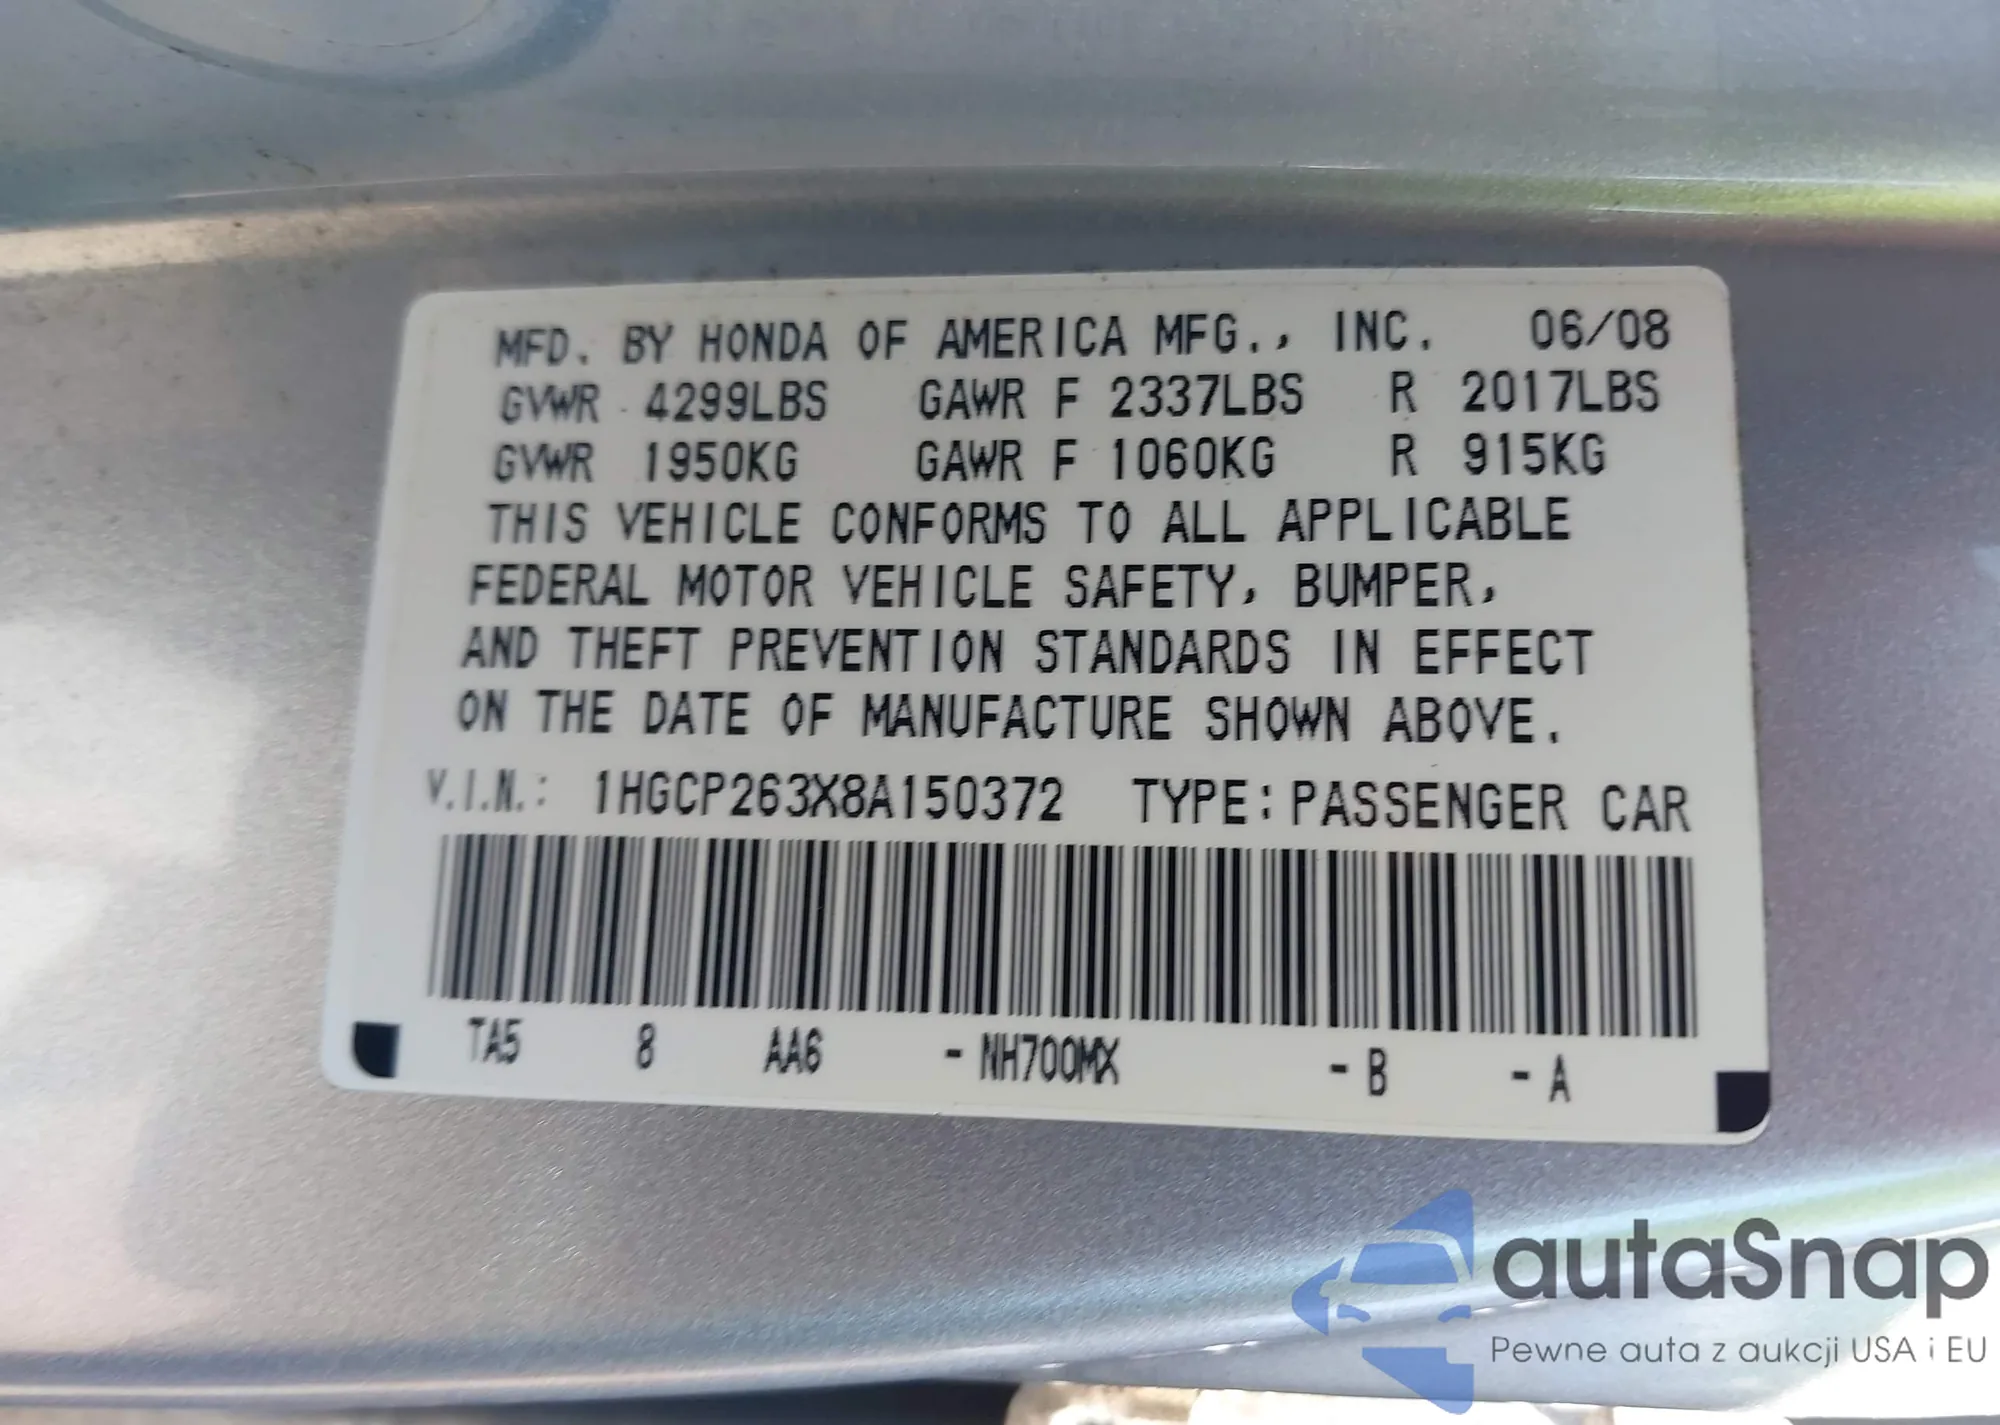 MFD. BY HONDA OF AMERICA MFG., INC. 06/08
GVWR 4299LBS GAWR F 2337LBS R 2017LBS
GVWR 1950KG GAWR F 1060KG R 915KG
THIS VEHICLE CONFORMS TO ALL APPLICABLE
FEDERAL MOTOR VEHICLE SAFETY, BUMPER,
AND THEFT PREVENTION STANDARDS IN EFFECT
ON THE DATE OF MANUFACTURE SHOWN ABOVE.
V.I.N.: 1HGCP263X8A150372 TYPE: PASSENGER CAR
TA5 8 AA6 - NH700MX - B - A
autaSnap
Pewne auta z aukcji USA i EU